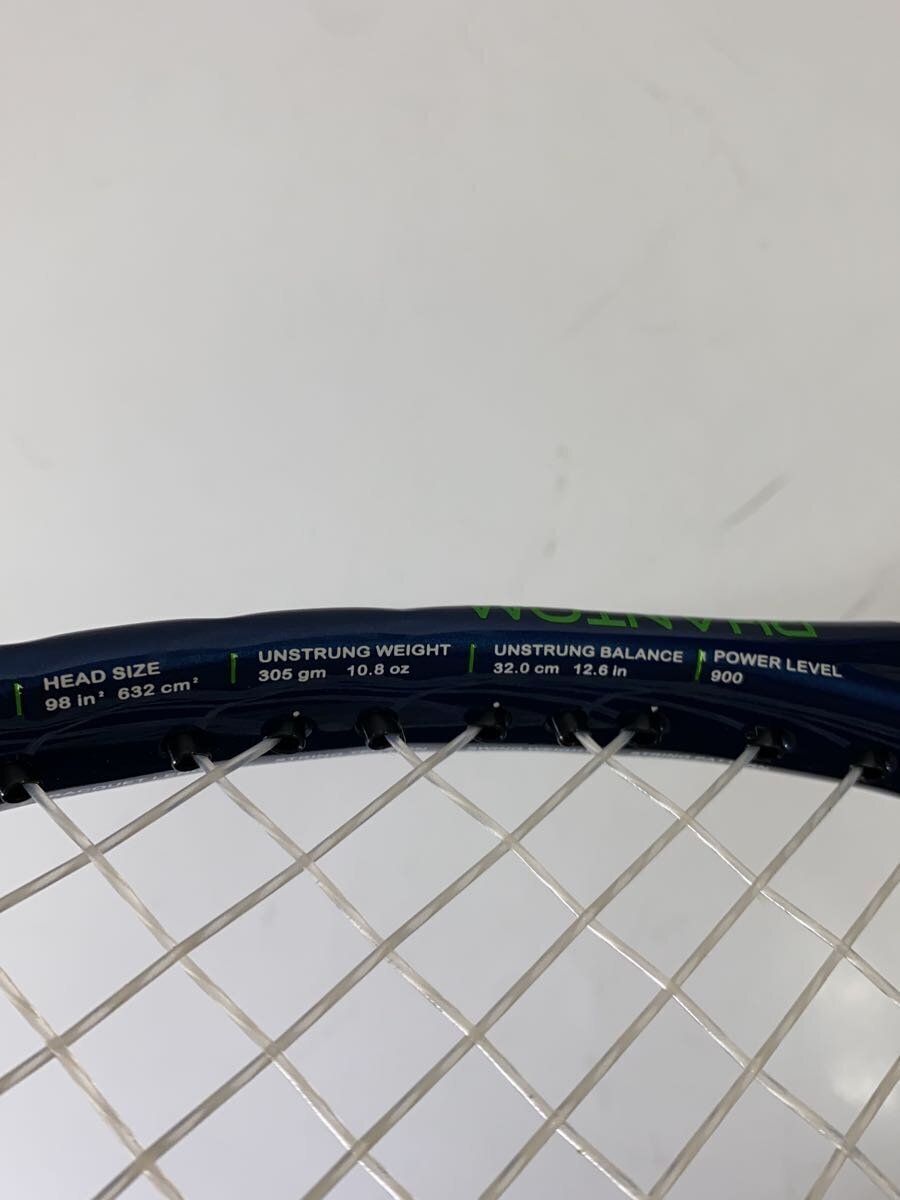 PHANTOM
HEAD SIZE
98 in² 632 cm²
UNSTRUNG WEIGHT
305 gm 10.8 oz
UNSTRUNG BALANCE
32.0 cm 12.6 in
POWER LEVEL
900